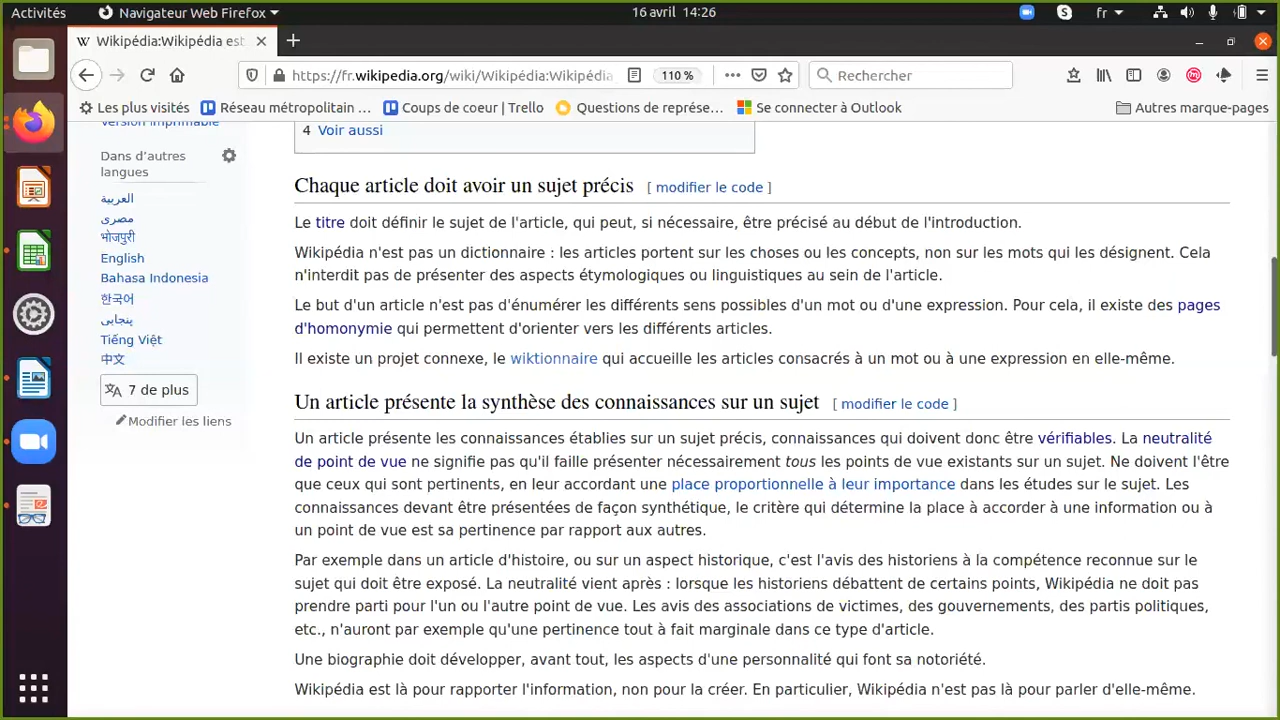 Activités
Navigateur Web Firefox
16 avril 14:26
fr
W Wikipédia:Wikipédia est
https://fr.wikipedia.org/wiki/Wikipédia:Wikipédia
110 %
Rechercher
Les plus visités
Réseau métropolitain …
Coups de coeur | Trello
Questions de représe…
Se connecter à Outlook
Autres marque-pages
Version imprimable
Dans d’autres
langues
العربية
مصرى
भोजपुरी
English
Bahasa Indonesia
한국어
پنجابی
Tiếng Việt
中文
7 de plus
Modifier les liens
4 Voir aussi
Chaque article doit avoir un sujet précis [ modifier le code ]
Le titre doit définir le sujet de l'article, qui peut, si nécessaire, être précisé au début de l'introduction.
Wikipédia n'est pas un dictionnaire : les articles portent sur les choses ou les concepts, non sur les mots qui les désignent. Cela
n'interdit pas de présenter des aspects étymologiques ou linguistiques au sein de l'article.
Le but d'un article n'est pas d'énumérer les différents sens possibles d'un mot ou d'une expression. Pour cela, il existe des pages
d'homonymie qui permettent d'orienter vers les différents articles.
Il existe un projet connexe, le wiktionnaire qui accueille les articles consacrés à un mot ou à une expression en elle-même.
Un article présente la synthèse des connaissances sur un sujet [ modifier le code ]
Un article présente les connaissances établies sur un sujet précis, connaissances qui doivent donc être vérifiables. La neutralité
de point de vue ne signifie pas qu'il faille présenter nécessairement tous les points de vue existants sur un sujet. Ne doivent l'être
que ceux qui sont pertinents, en leur accordant une place proportionnelle à leur importance dans les études sur le sujet. Les
connaissances devant être présentées de façon synthétique, le critère qui détermine la place à accorder à une information ou à
un point de vue est sa pertinence par rapport aux autres.
Par exemple dans un article d'histoire, ou sur un aspect historique, c'est l'avis des historiens à la compétence reconnue sur le
sujet qui doit être exposé. La neutralité vient après : lorsque les historiens débattent de certains points, Wikipédia ne doit pas
prendre parti pour l'un ou l'autre point de vue. Les avis des associations de victimes, des gouvernements, des partis politiques,
etc., n'auront par exemple qu'une pertinence tout à fait marginale dans ce type d'article.
Une biographie doit développer, avant tout, les aspects d'une personnalité qui font sa notoriété.
Wikipédia est là pour rapporter l'information, non pour la créer. En particulier, Wikipédia n'est pas là pour parler d'elle-même.